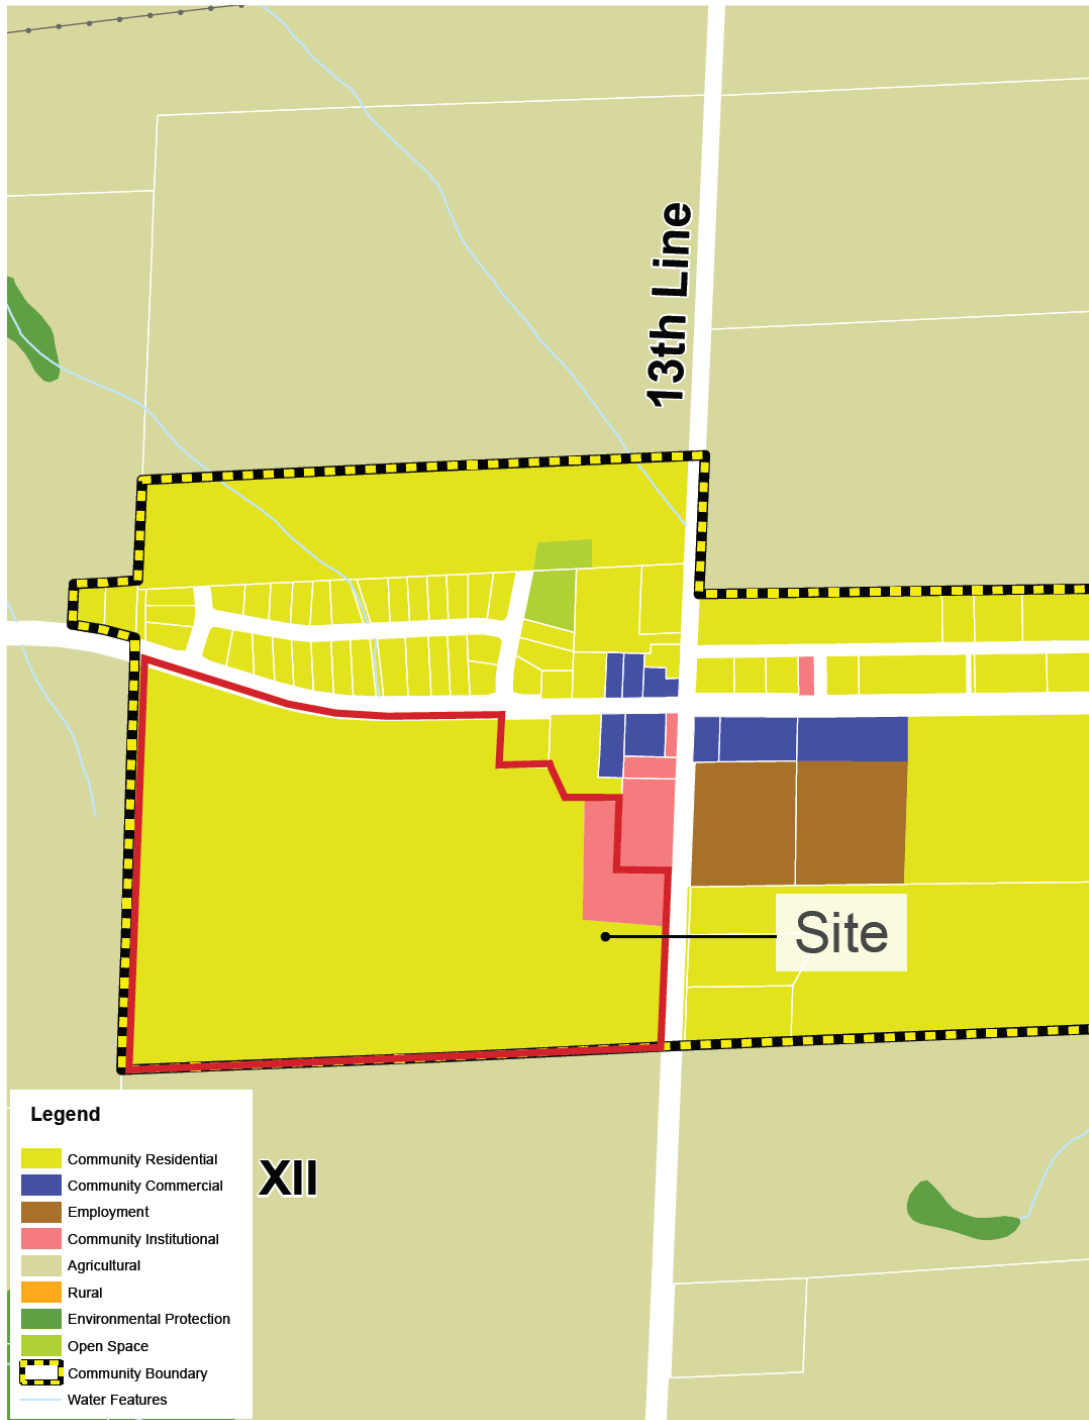 13th Line
Site
XII
Legend
Community Residential
Community Commercial
Employment
Community Institutional
Agricultural
Rural
Environmental Protection
Open Space
Community Boundary
Water Features